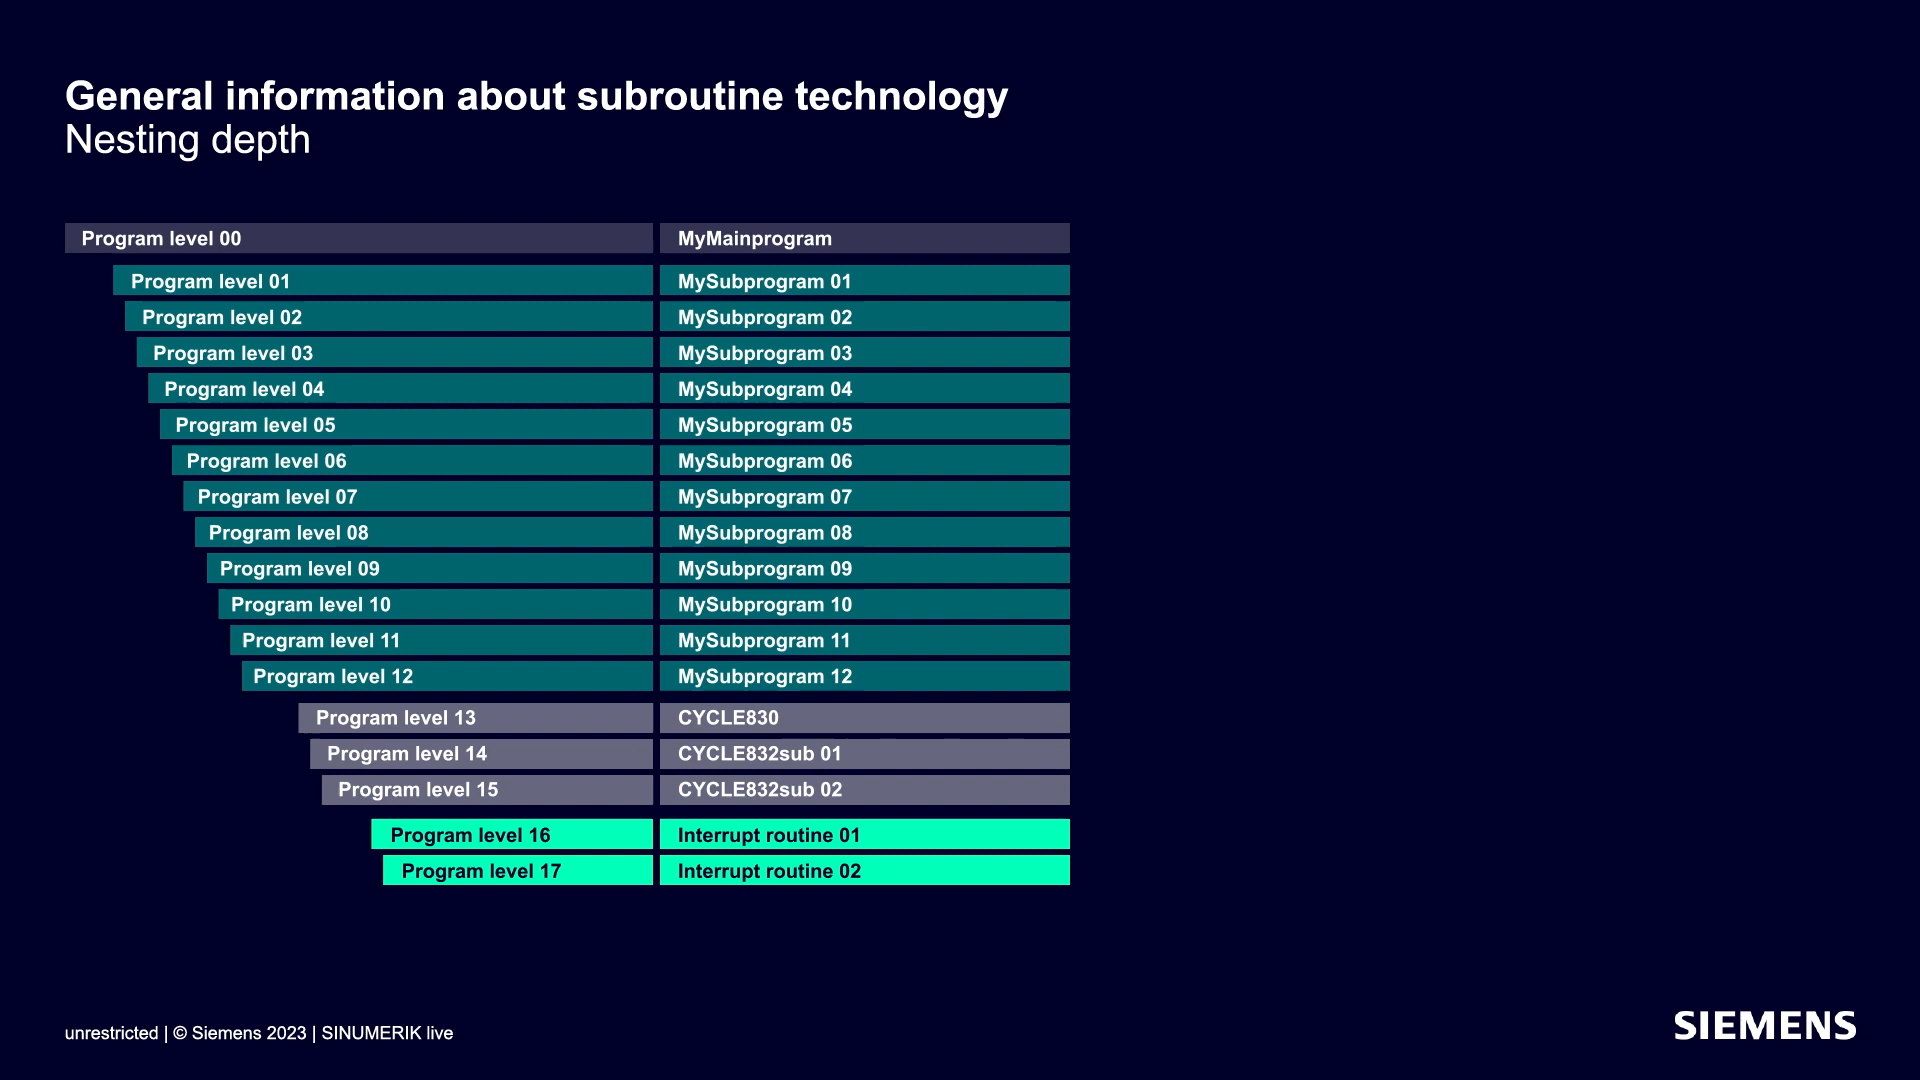 General information about subroutine technology
Nesting depth
Program level 00 MyMainprogram
Program level 01 MySubprogram 01
Program level 02 MySubprogram 02
Program level 03 MySubprogram 03
Program level 04 MySubprogram 04
Program level 05 MySubprogram 05
Program level 06 MySubprogram 06
Program level 07 MySubprogram 07
Program level 08 MySubprogram 08
Program level 09 MySubprogram 09
Program level 10 MySubprogram 10
Program level 11 MySubprogram 11
Program level 12 MySubprogram 12
Program level 13 CYCLE830
Program level 14 CYCLE832sub 01
Program level 15 CYCLE832sub 02
Program level 16 Interrupt routine 01
Program level 17 Interrupt routine 02
unrestricted | © Siemens 2023 | SINUMERIK live
SIEMENS